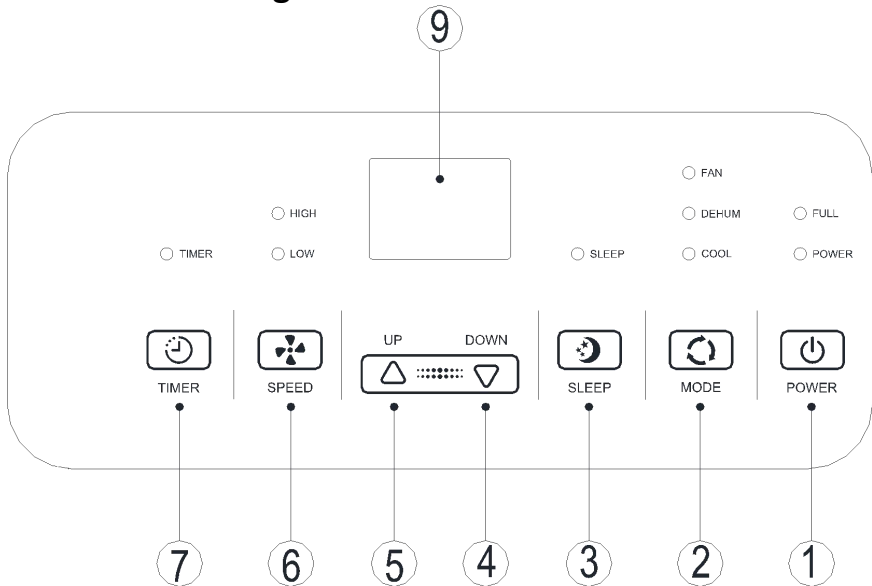 9
FAN
HIGH DEHUM FULL
TIMER LOW SLEEP COOL POWER
UP DOWN
TIMER SPEED SLEEP MODE POWER
7 6 5 4 3 2 1